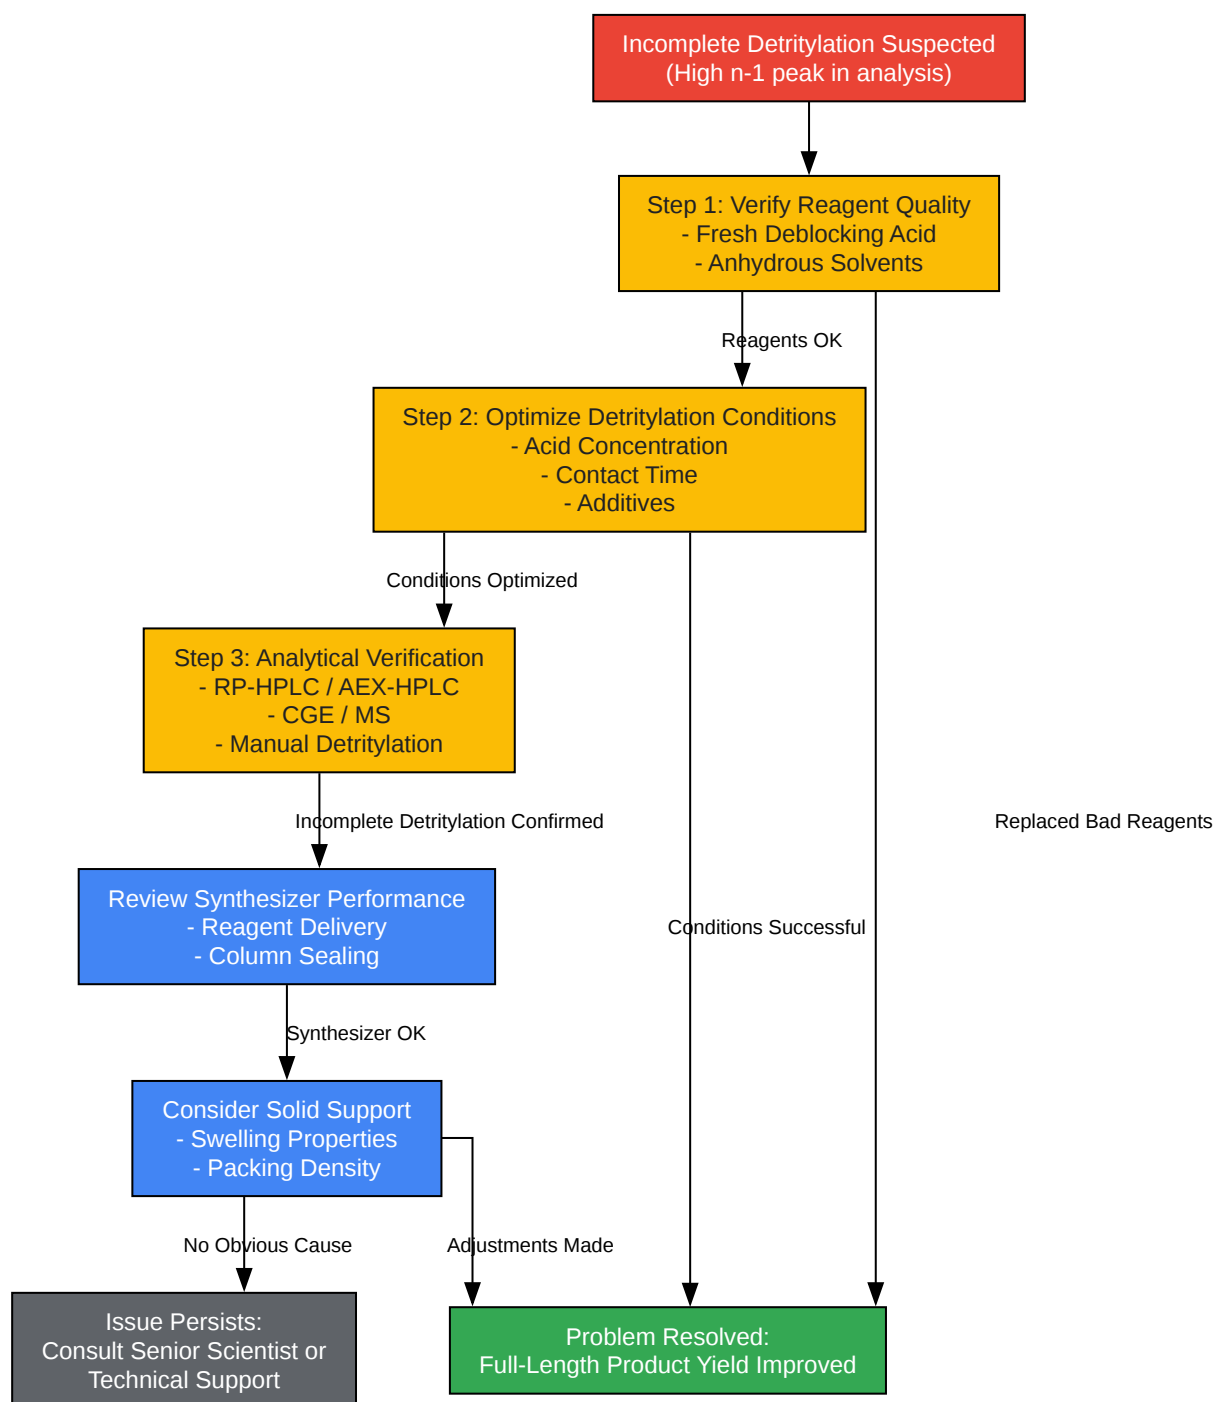 Incomplete Detritylation Suspected
(High n-1 peak in analysis)
Step 1: Verify Reagent Quality
- Fresh Deblocking Acid
- Anhydrous Solvents
Reagents OK
Step 2: Optimize Detritylation Conditions
- Acid Concentration
- Contact Time
- Additives
Conditions Optimized
Step 3: Analytical Verification
- RP-HPLC / AEX-HPLC
- CGE / MS
- Manual Detritylation
Incomplete Detritylation Confirmed
Replaced Bad Reagents
Review Synthesizer Performance
- Reagent Delivery
- Column Sealing
Conditions Successful
Synthesizer OK
Consider Solid Support
- Swelling Properties
- Packing Density
No Obvious Cause
Adjustments Made
Issue Persists:
Consult Senior Scientist or
Technical Support
Problem Resolved:
Full-Length Product Yield Improved